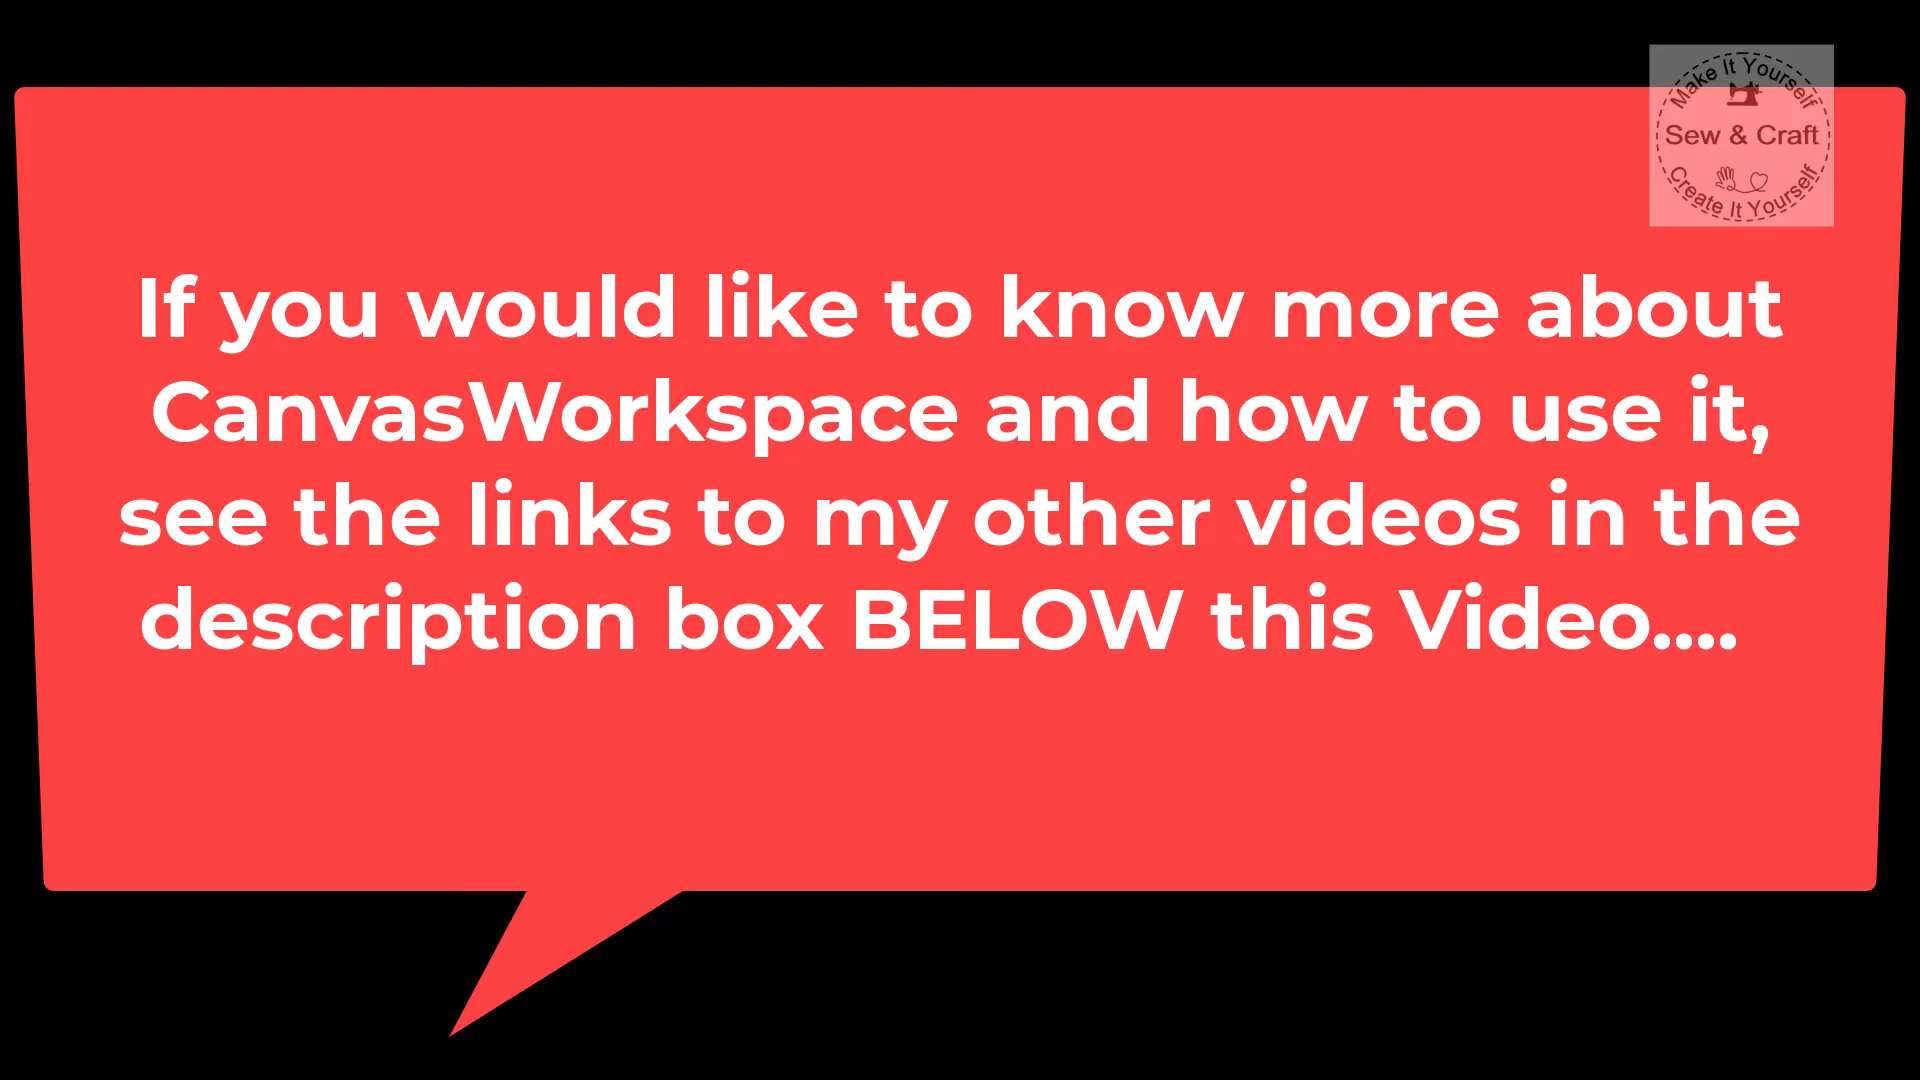 Make It Yourself
Sew & Craft
Create It Yourself
If you would like to know more about
CanvasWorkspace and how to use it,
see the links to my other videos in the
description box BELOW this Video....